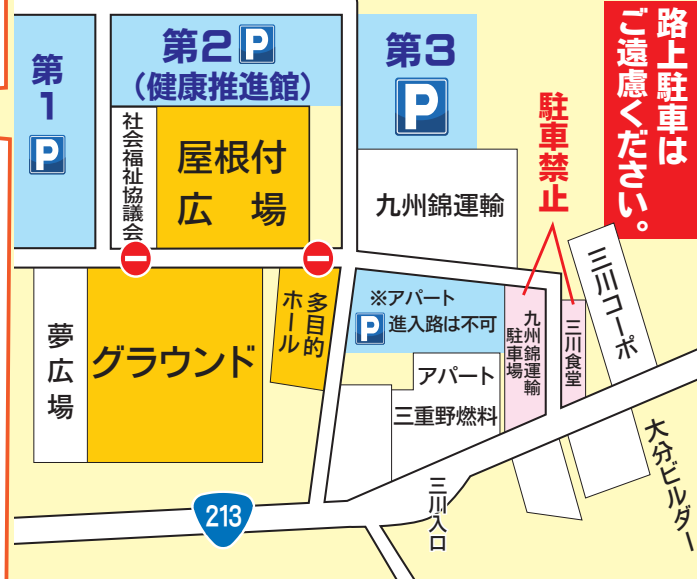 路上駐車は
ご遠慮ください。
第1
P
第2 P
(健康推進館)
第3
P
社会福祉協議会
屋根付
広場
九州錦運輸
駐車禁止
夢広場
グラウンド
多目的
ホール
※アパート
P 進入路は不可
九州錦運輸
駐車場
三川食堂
三川コーポ
アパート
三重野燃料
大分ビルダー
三川入口
213